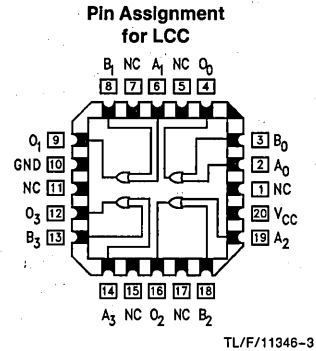 Pin Assignment
for LCC
B1 NC A1 NC O0
8 7 6 5 4
O1 9
GND 10
NC 11
O3 12
B3 13
3 B0
2 A0
1 NC
20 VCC
19 A2
14 15 16 17 18
A3 NC O2 NC B2
TL/F/11346-3